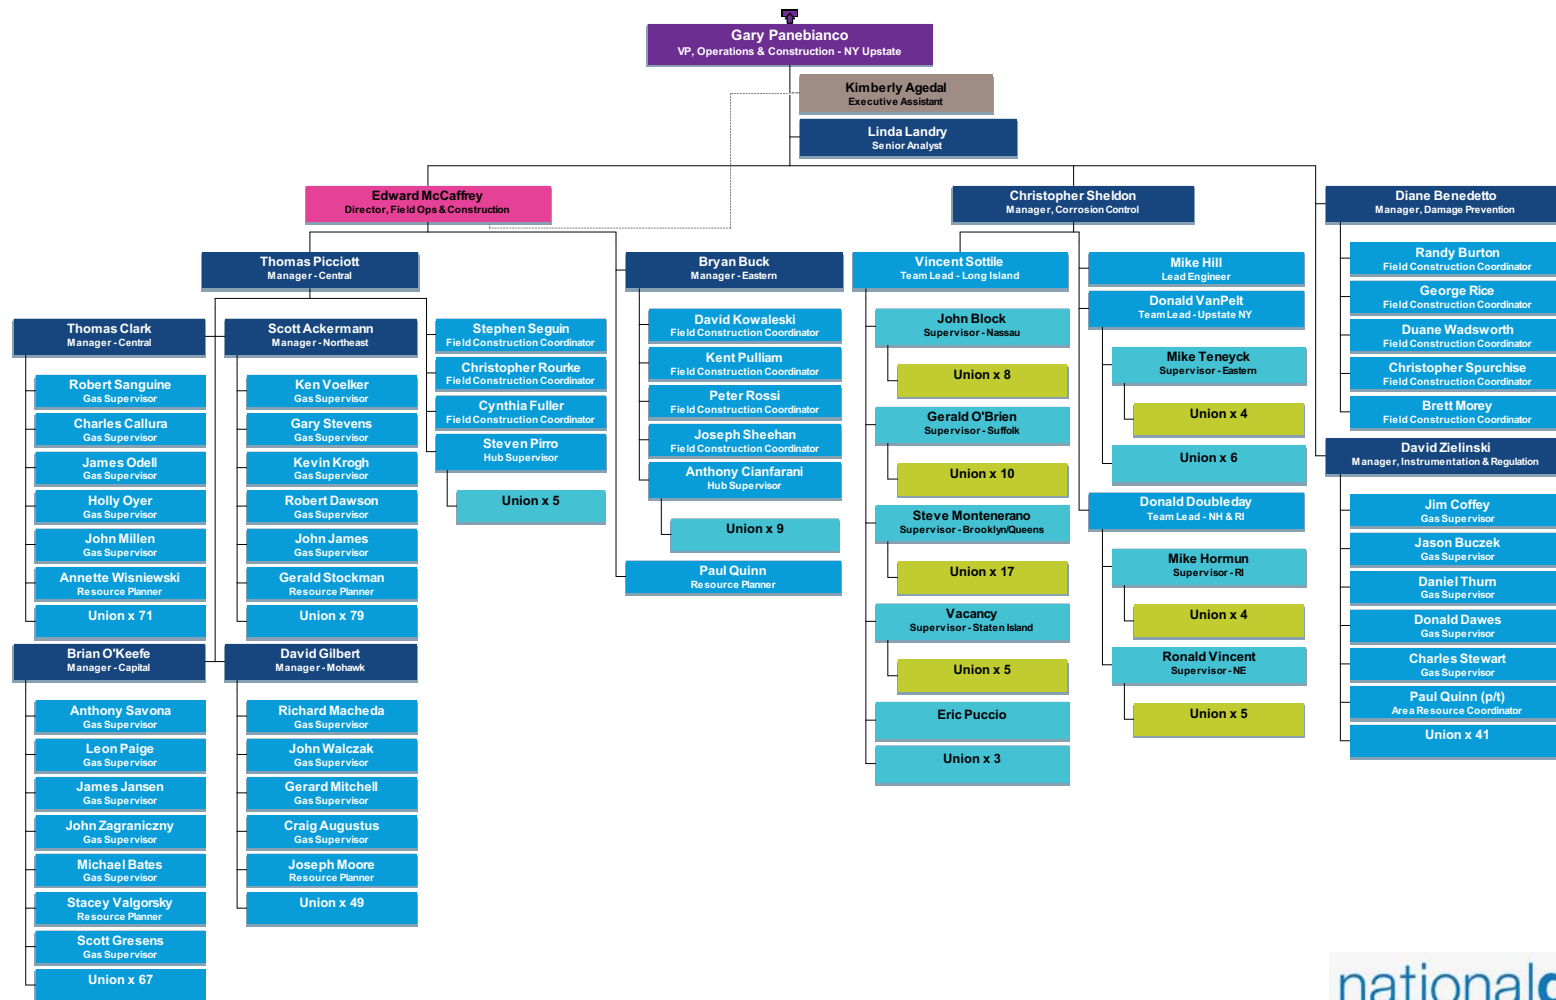 Gary Panebianco
VP, Operations & Construction - NY Upstate
Kimberly Agedal
Executive Assistant
Linda Landry
Senior Analyst
Edward McCaffrey
Director, Field Ops & Construction
Christopher Sheldon
Manager, Corrosion Control
Diane Benedetto
Manager, Damage Prevention
Thomas Picciott
Manager - Central
Thomas Clark
Manager - Central
Robert Sanguine
Gas Supervisor
Charles Callura
Gas Supervisor
James Odell
Gas Supervisor
Holly Oyer
Gas Supervisor
John Millen
Gas Supervisor
Annette Wisniewski
Resource Planner
Union x 71
Scott Ackermann
Manager - Northeast
Ken Voelker
Gas Supervisor
Gary Stevens
Gas Supervisor
Kevin Krogh
Gas Supervisor
Robert Dawson
Gas Supervisor
John James
Gas Supervisor
Gerald Stockman
Resource Planner
Union x 79
Stephen Seguin
Field Construction Coordinator
Christopher Rourke
Field Construction Coordinator
Cynthia Fuller
Field Construction Coordinator
Steven Pirro
Hub Supervisor
Union x 5
Brian O'Keefe
Manager - Capital
Anthony Savona
Gas Supervisor
Leon Paige
Gas Supervisor
James Jansen
Gas Supervisor
John Zagraniczny
Gas Supervisor
Michael Bates
Gas Supervisor
Stacey Valgorsky
Resource Planner
Scott Gresens
Gas Supervisor
Union x 67
David Gilbert
Manager - Mohawk
Richard Macheda
Gas Supervisor
John Walczak
Gas Supervisor
Gerard Mitchell
Gas Supervisor
Craig Augustus
Gas Supervisor
Joseph Moore
Resource Planner
Union x 49
Bryan Buck
Manager - Eastern
David Kowaleski
Field Construction Coordinator
Kent Pulliam
Field Construction Coordinator
Peter Rossi
Field Construction Coordinator
Joseph Sheehan
Field Construction Coordinator
Anthony Cianfarani
Hub Supervisor
Union x 9
Paul Quinn
Resource Planner
Vincent Sottile
Team Lead - Long Island
John Block
Supervisor - Nassau
Union x 8
Gerald O'Brien
Supervisor - Suffolk
Union x 10
Steve Montenerano
Supervisor - Brooklyn/Queens
Union x 17
Vacancy
Supervisor - Staten Island
Union x 5
Eric Puccio
Union x 3
Mike Hill
Lead Engineer
Donald VanPelt
Team Lead - Upstate NY
Mike Teneyck
Supervisor - Eastern
Union x 4
Union x 6
Donald Doubleday
Team Lead - NH & RI
Mike Hormun
Supervisor - RI
Union x 4
Ronald Vincent
Supervisor - NE
Union x 5
Randy Burton
Field Construction Coordinator
George Rice
Field Construction Coordinator
Duane Wadsworth
Field Construction Coordinator
Christopher Spurchise
Field Construction Coordinator
Brett Morey
Field Construction Coordinator
David Zielinski
Manager, Instrumentation & Regulation
Jim Coffey
Gas Supervisor
Jason Buczek
Gas Supervisor
Daniel Thurn
Gas Supervisor
Donald Dawes
Gas Supervisor
Charles Stewart
Gas Supervisor
Paul Quinn (p/t)
Area Resource Coordinator
Union x 41
national